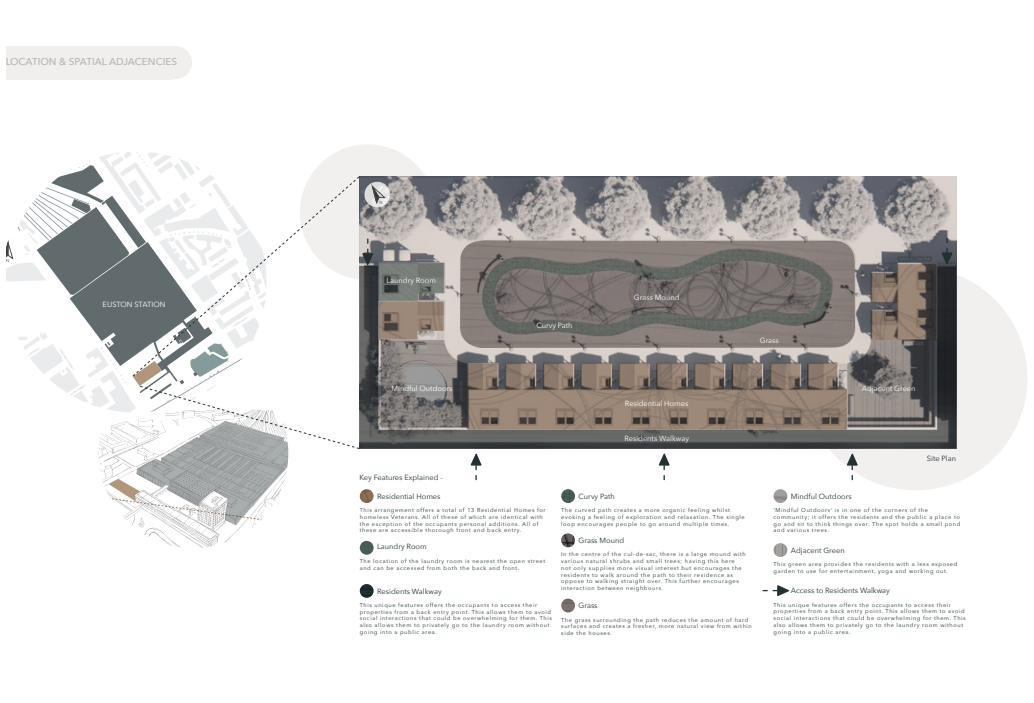 LOCATION & SPATIAL ADJACENCIES
EUSTON STATION
Laundry Room
Grass Mound
Curvy Path
Grass
Mindful Outdoors
Adjacent Green
Residential Homes
Residents Walkway
Site Plan
Key Features Explained -
Residential Homes
This arrangement offers a total of 13 Residential Homes for
homeless Veterans. All of these of which are identical with
the exception of the occupants personal additions. All of
these are accessible thorough front and back entry.
Laundry Room
The location of the laundry room is nearest the open street
and can be accessed from both the back and front.
Residents Walkway
This unique features offers the occupants to access their
properties from a back entry point. This allows them to avoid
social interactions that could be overwhelming for them. This
also allows them to privately go to the laundry room without
going into a public area.
Curvy Path
The curved path creates a more organic feeling whilst
evoking a feeling of exploration and relaxation. The single
loop encourages people to go around multiple times.
Grass Mound
In the centre of the cul-de-sac, there is a large mound with
various natural shrubs and small trees; having this here
not only supplies more visual interest but encourages the
residents to walk around the path to their residence as
oppose to walking straight over. This further encourages
interaction between neighbours.
Grass
The grass surrounding the path reduces the amount of hard
surfaces and creates a fresher, more natural view from within
side the houses.
Mindful Outdoors
'Mindful Outdoors' is in one of the corners of the
community; it offers the residents and the public a place to
go and sit to think things over. The spot holds a small pond
and various trees.
Adjacent Green
This green area provides the residents with a less exposed
garden to use for entertainment, yoga and working out.
Access to Residents Walkway
This unique features offers the occupants to access their
properties from a back entry point. This allows them to avoid
social interactions that could be overwhelming for them. This
also allows them to privately go to the laundry room without
going into a public area.